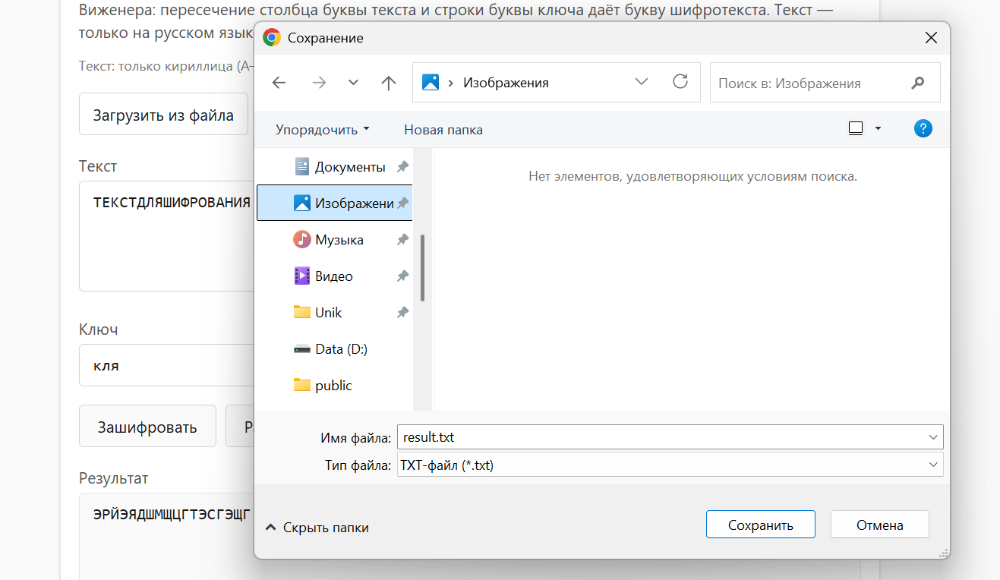 Виженера: пересечение столбца буквы текста и строки буквы ключа даёт букву шифротекста. Текст —
только на русском язык
Текст: только кириллица (А-
Загрузить из файла
Текст
ТЕКСТДЛЯШИФРОВАНИЯ
Ключ
кля
Зашифровать
Ра
Результат
ЭРЙЭЯДШМЩЦГТЭСГЭЩГ
Сохранение
Изображения
Поиск в: Изображения
Упорядочить
Новая папка
?
Документы
Изображени
Музыка
Видео
Unik
Data (D:)
public
Нет элементов, удовлетворяющих условиям поиска.
Имя файла: result.txt
Тип файла: TXT-файл (*.txt)
Скрыть папки
Сохранить
Отмена